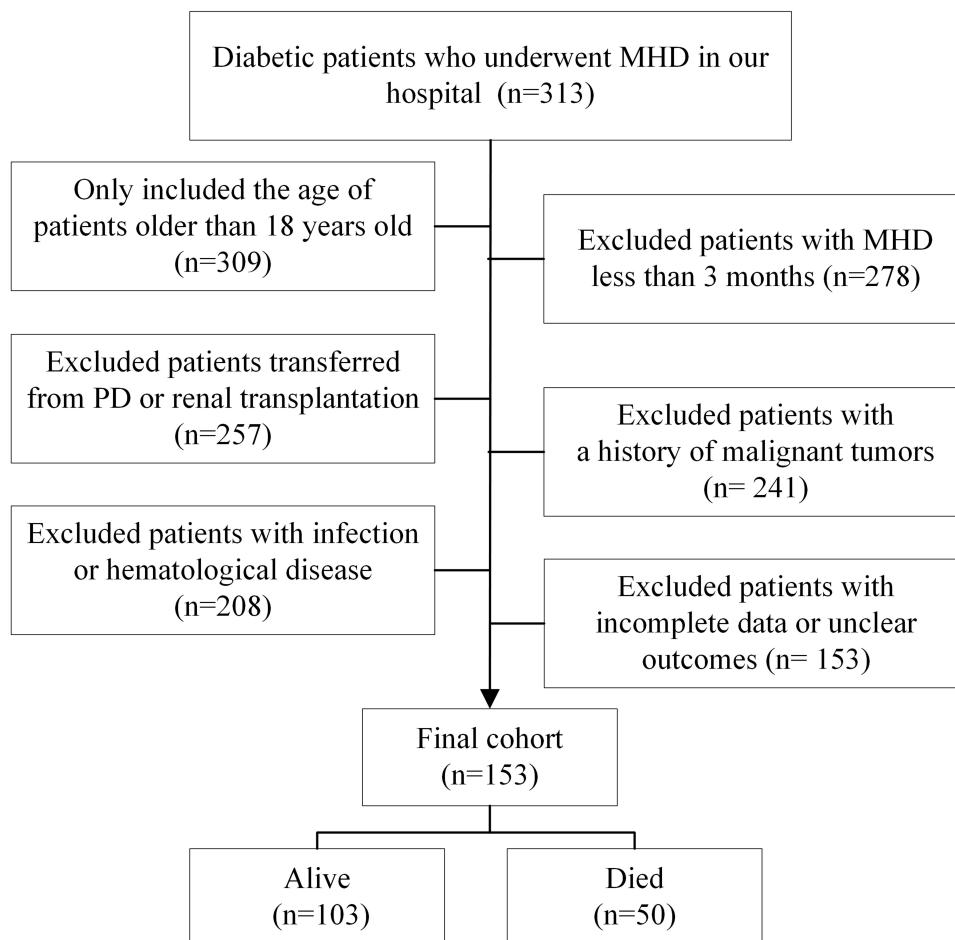 Diabetic patients who underwent MHD in our
hospital (n=313)
Only included the age of
patients older than 18 years old
(n=309)
Excluded patients with MHD
less than 3 months (n=278)
Excluded patients transferred
from PD or renal transplantation
(n=257)
Excluded patients with
a history of malignant tumors
(n= 241)
Excluded patients with infection
or hematological disease
(n=208)
Excluded patients with
incomplete data or unclear
outcomes (n= 153)
Final cohort
(n=153)
Alive
(n=103)
Died
(n=50)